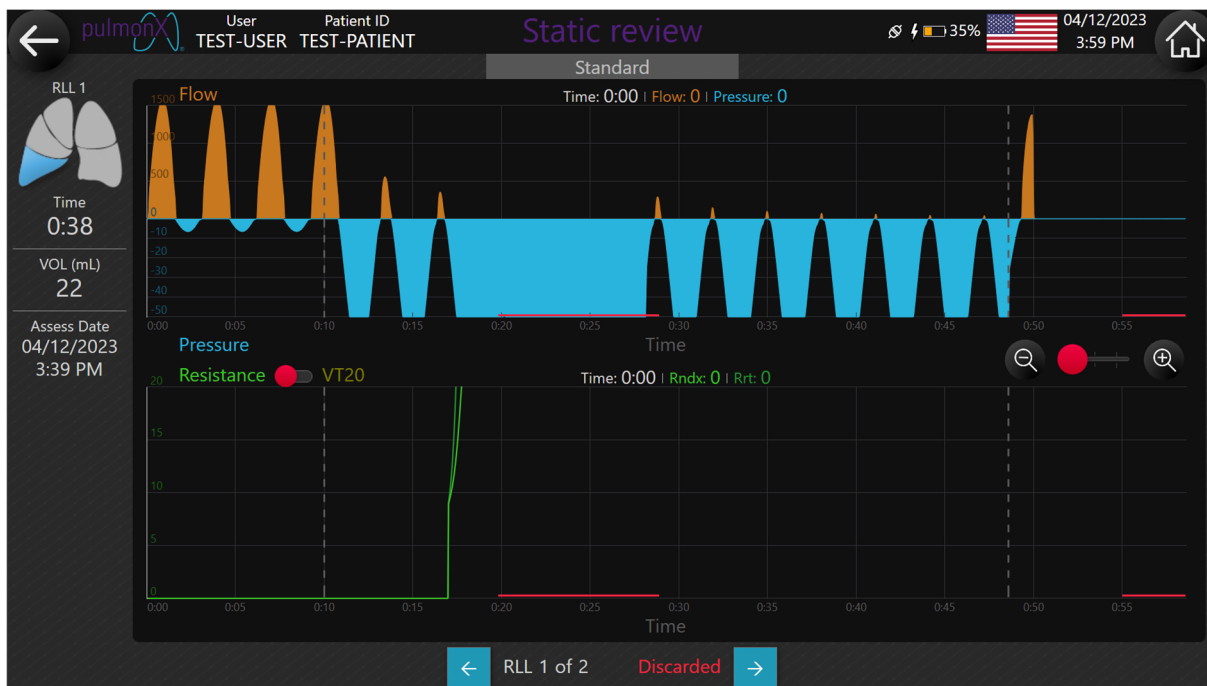 pulmonX
User
TEST-USER
Patient ID
TEST-PATIENT
Static review
35%
04/12/2023
3:59 PM
Standard
RLL 1
Time
0:38
VOL (mL)
22
Assess Date
04/12/2023
3:39 PM
Flow
Time: 0:00 | Flow: 0 | Pressure: 0
1500
1000
500
0
-10
-20
-30
-40
-50
0:00 0:05 0:10 0:15 0:20 0:25 0:30 0:35 0:40 0:45 0:50 0:55
Pressure
Time
Resistance VT20
Time: 0:00 | Rndx: 0 | Rrt: 0
20
15
10
5
0
0:00 0:05 0:10 0:15 0:20 0:25 0:30 0:35 0:40 0:45 0:50 0:55
Time
RLL 1 of 2 Discarded